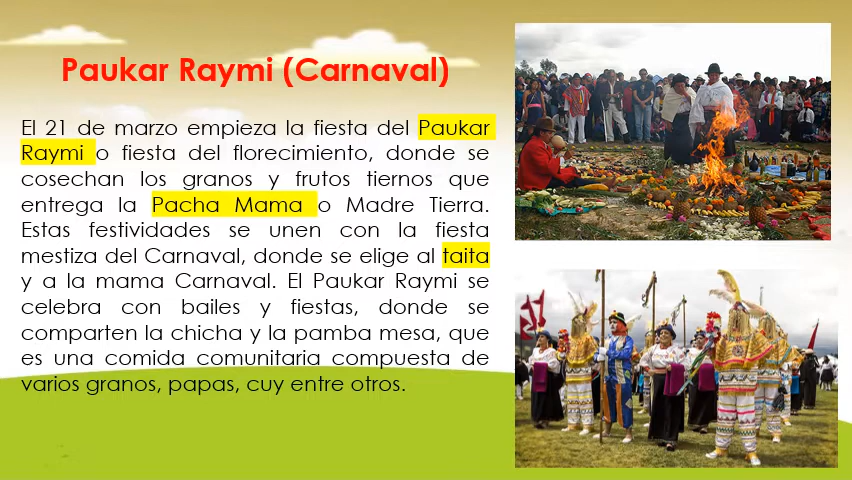 Paukar Raymi (Carnaval)
El 21 de marzo empieza la fiesta del Paukar
Raymi o fiesta del florecimiento, donde se
cosechan los granos y frutos tiernos que
entrega la Pacha Mama o Madre Tierra.
Estas festividades se unen con la fiesta
mestiza del Carnaval, donde se elige al taita
y a la mama Carnaval. El Paukar Raymi se
celebra con bailes y fiestas, donde se
comparten la chicha y la pamba mesa, que
es una comida comunitaria compuesta de
varios granos, papas, cuy entre otros.